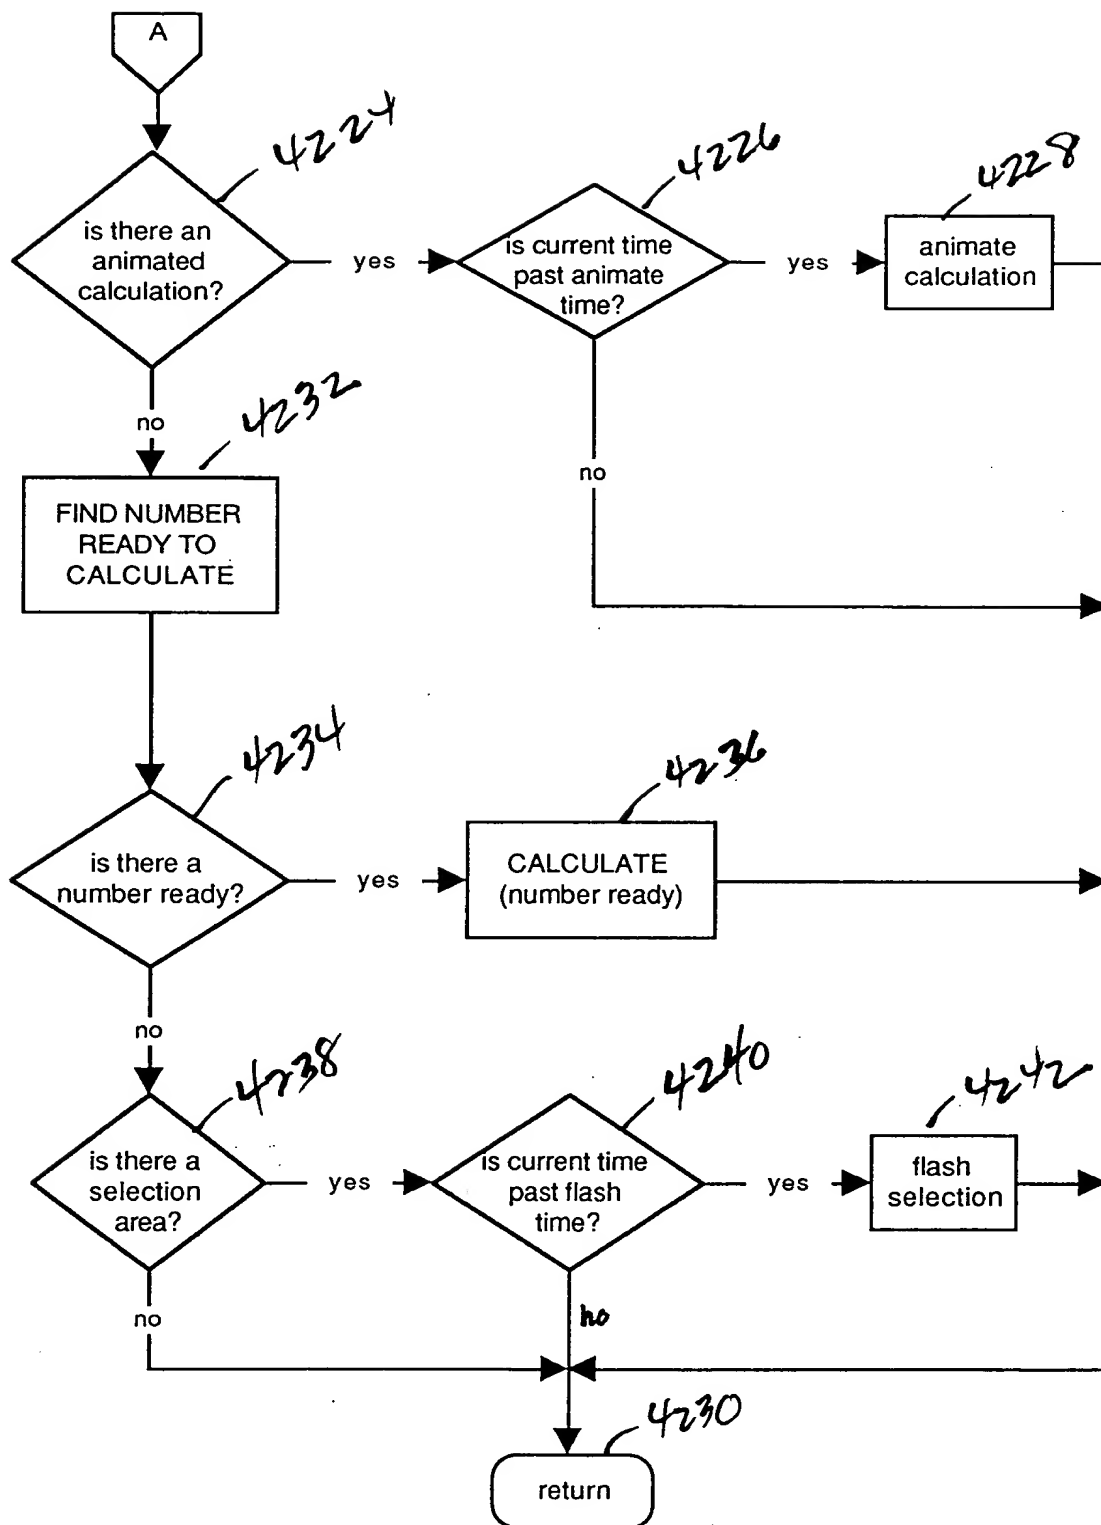 A
4224
4226
4228
is there an
animated
calculation?
yes
is current time
past animate
time?
yes
animate
calculation
no
4232
no
FIND NUMBER
READY TO
CALCULATE
4234
4236
is there a
number ready?
yes
CALCULATE
(number ready)
no
4238
4240
4242
is there a
selection
area?
yes
is current time
past flash
time?
yes
flash
selection
no
no
4230
return